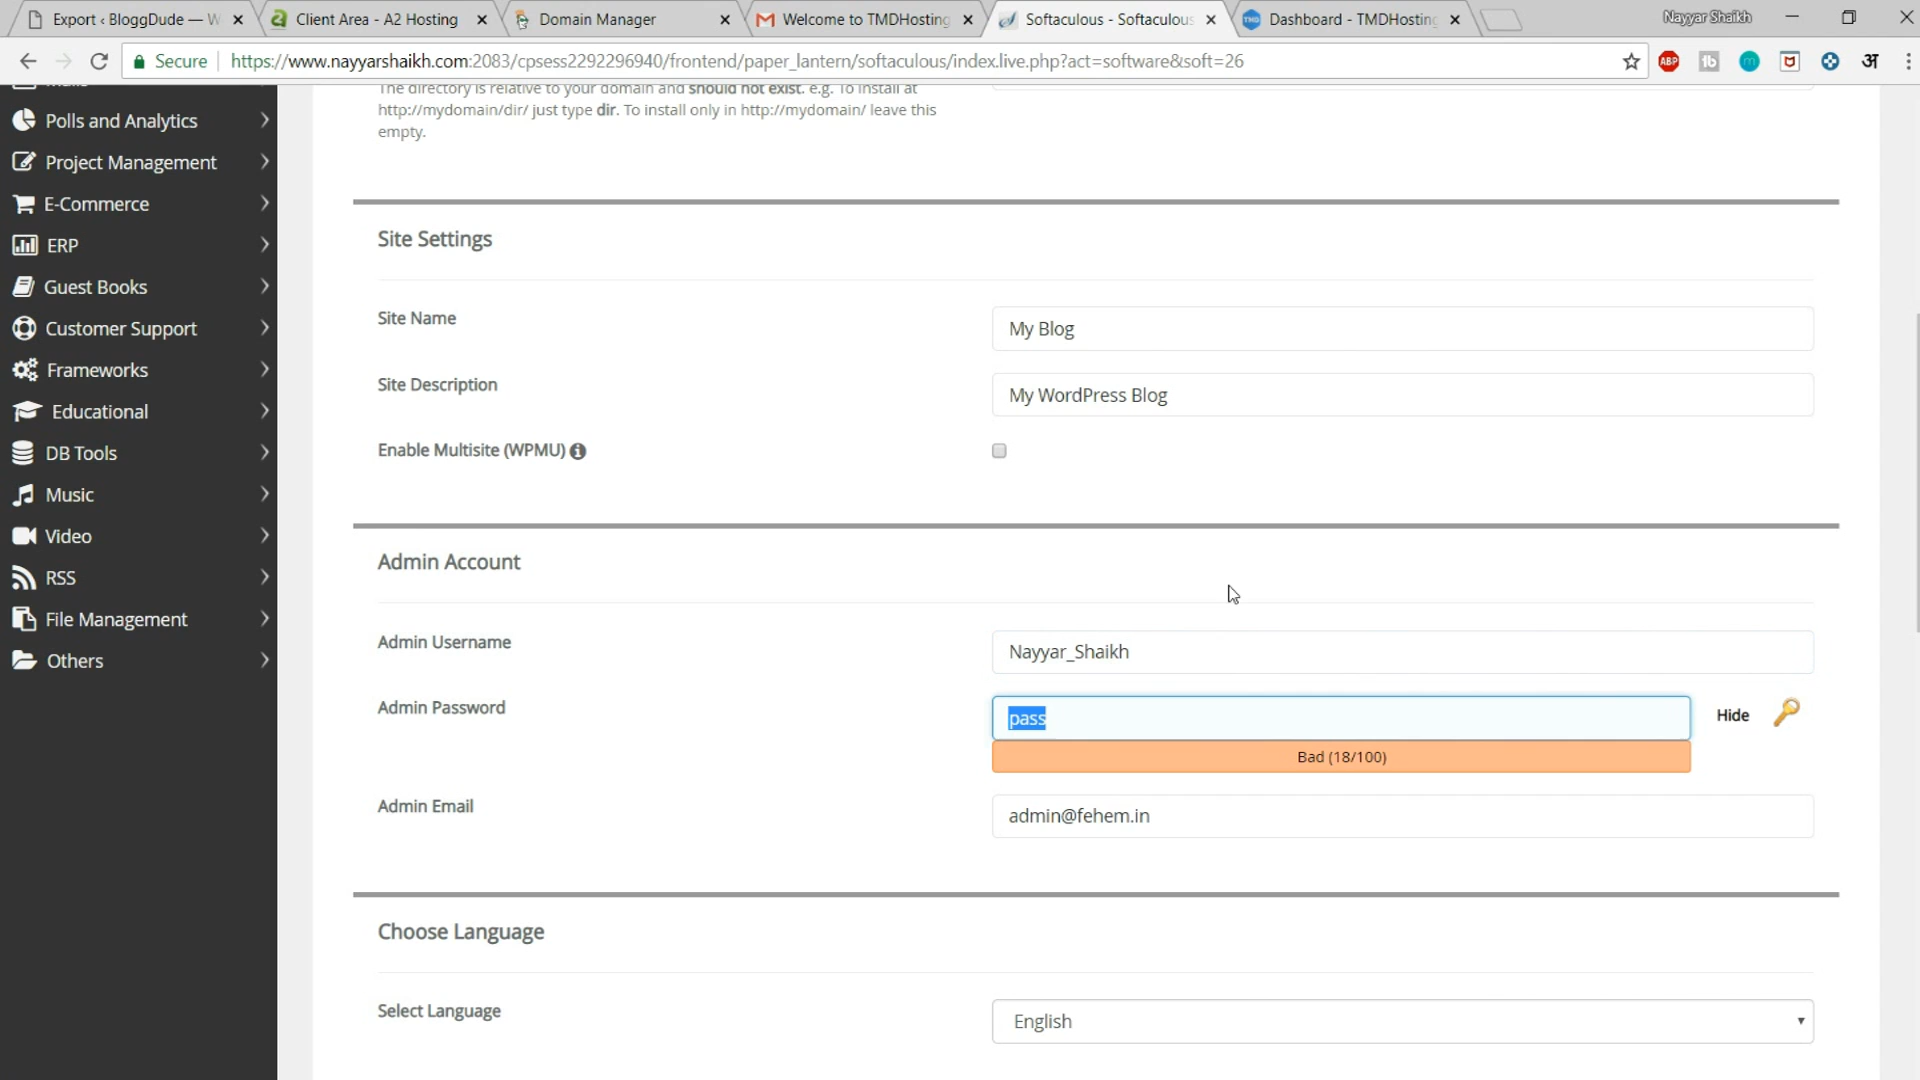 Export ‹ BloggDude — W
Client Area - A2 Hosting
Domain Manager
Welcome to TMDHosting
Softaculous - Softaculous
Dashboard - TMDHosting
Nayyar Shaikh
Secure
https://www.nayyarshaikh.com:2083/cpsess2292296940/frontend/paper_lantern/softaculous/index.live.php?act=software&soft=26
ABP
अ
Polls and Analytics
Project Management
E-Commerce
ERP
Guest Books
Customer Support
Frameworks
Educational
DB Tools
Music
Video
RSS
File Management
Others
The directory is relative to your domain and should not exist. e.g. To install at
http://mydomain/dir/ just type dir. To install only in http://mydomain/ leave this
empty.
Site Settings
Site Name
My Blog
Site Description
My WordPress Blog
Enable Multisite (WPMU)
Admin Account
Admin Username
Nayyar_Shaikh
Admin Password
pass
Hide
Bad (18/100)
Admin Email
admin@fehem.in
Choose Language
Select Language
English